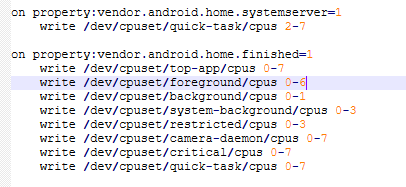 on property:vendor.android.home.systemserver=1
write /dev/cpuset/quick-task/cpus 2-7
on property:vendor.android.home.finished=1
write /dev/cpuset/top-app/cpus 0-7
write /dev/cpuset/foreground/cpus 0-6
write /dev/cpuset/background/cpus 0-1
write /dev/cpuset/system-background/cpus 0-3
write /dev/cpuset/restricted/cpus 0-3
write /dev/cpuset/camera-daemon/cpus 0-7
write /dev/cpuset/critical/cpus 0-7
write /dev/cpuset/quick-task/cpus 0-7